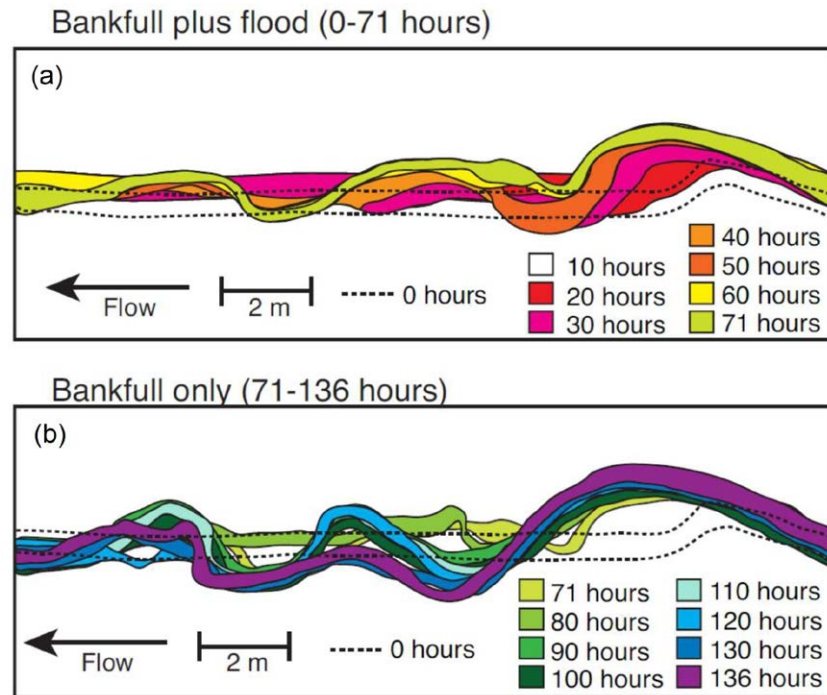 Bankfull plus flood (0-71 hours)
(a)
40 hours
10 hours
50 hours
20 hours
60 hours
Flow
2 m
0 hours
30 hours
71 hours
Bankfull only (71-136 hours)
(b)
71 hours
110 hours
80 hours
120 hours
Flow
2 m
0 hours
90 hours
130 hours
100 hours
136 hours